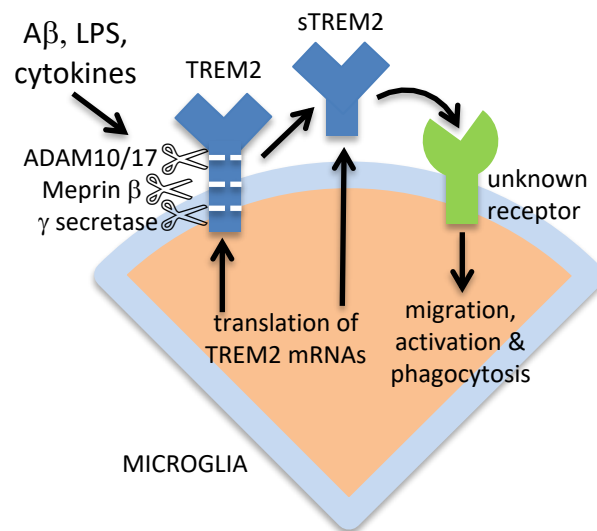 Aβ, LPS,
cytokines
TREM2
sTREM2
ADAM10/17
Meprin β
γ secretase
unknown
receptor
translation of
TREM2 mRNAs
migration,
activation &
phagocytosis
MICROGLIA